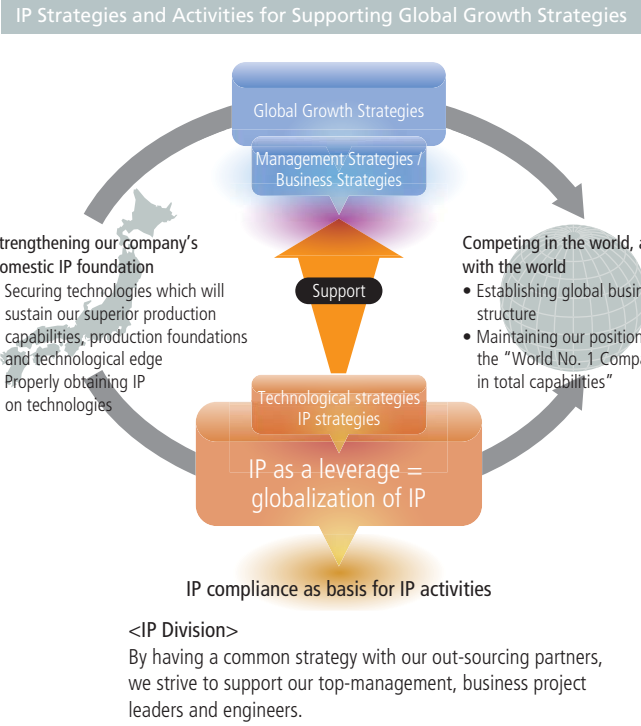 IP Strategies and Activities for Supporting Global Growth Strategies
Global Growth Strategies
Management Strategies /
Business Strategies
trengthening our company's
omestic IP foundation
Securing technologies which will
sustain our superior production
capabilities, production foundations
and technological edge
Properly obtaining IP
on technologies
Support
Competing in the world, a
with the world
• Establishing global busin
structure
• Maintaining our position
the “World No. 1 Compa
in total capabilities”
Technological strategies
IP strategies
IP as a leverage =
globalization of IP
IP compliance as basis for IP activities
<IP Division>
By having a common strategy with our out-sourcing partners,
we strive to support our top-management, business project
leaders and engineers.